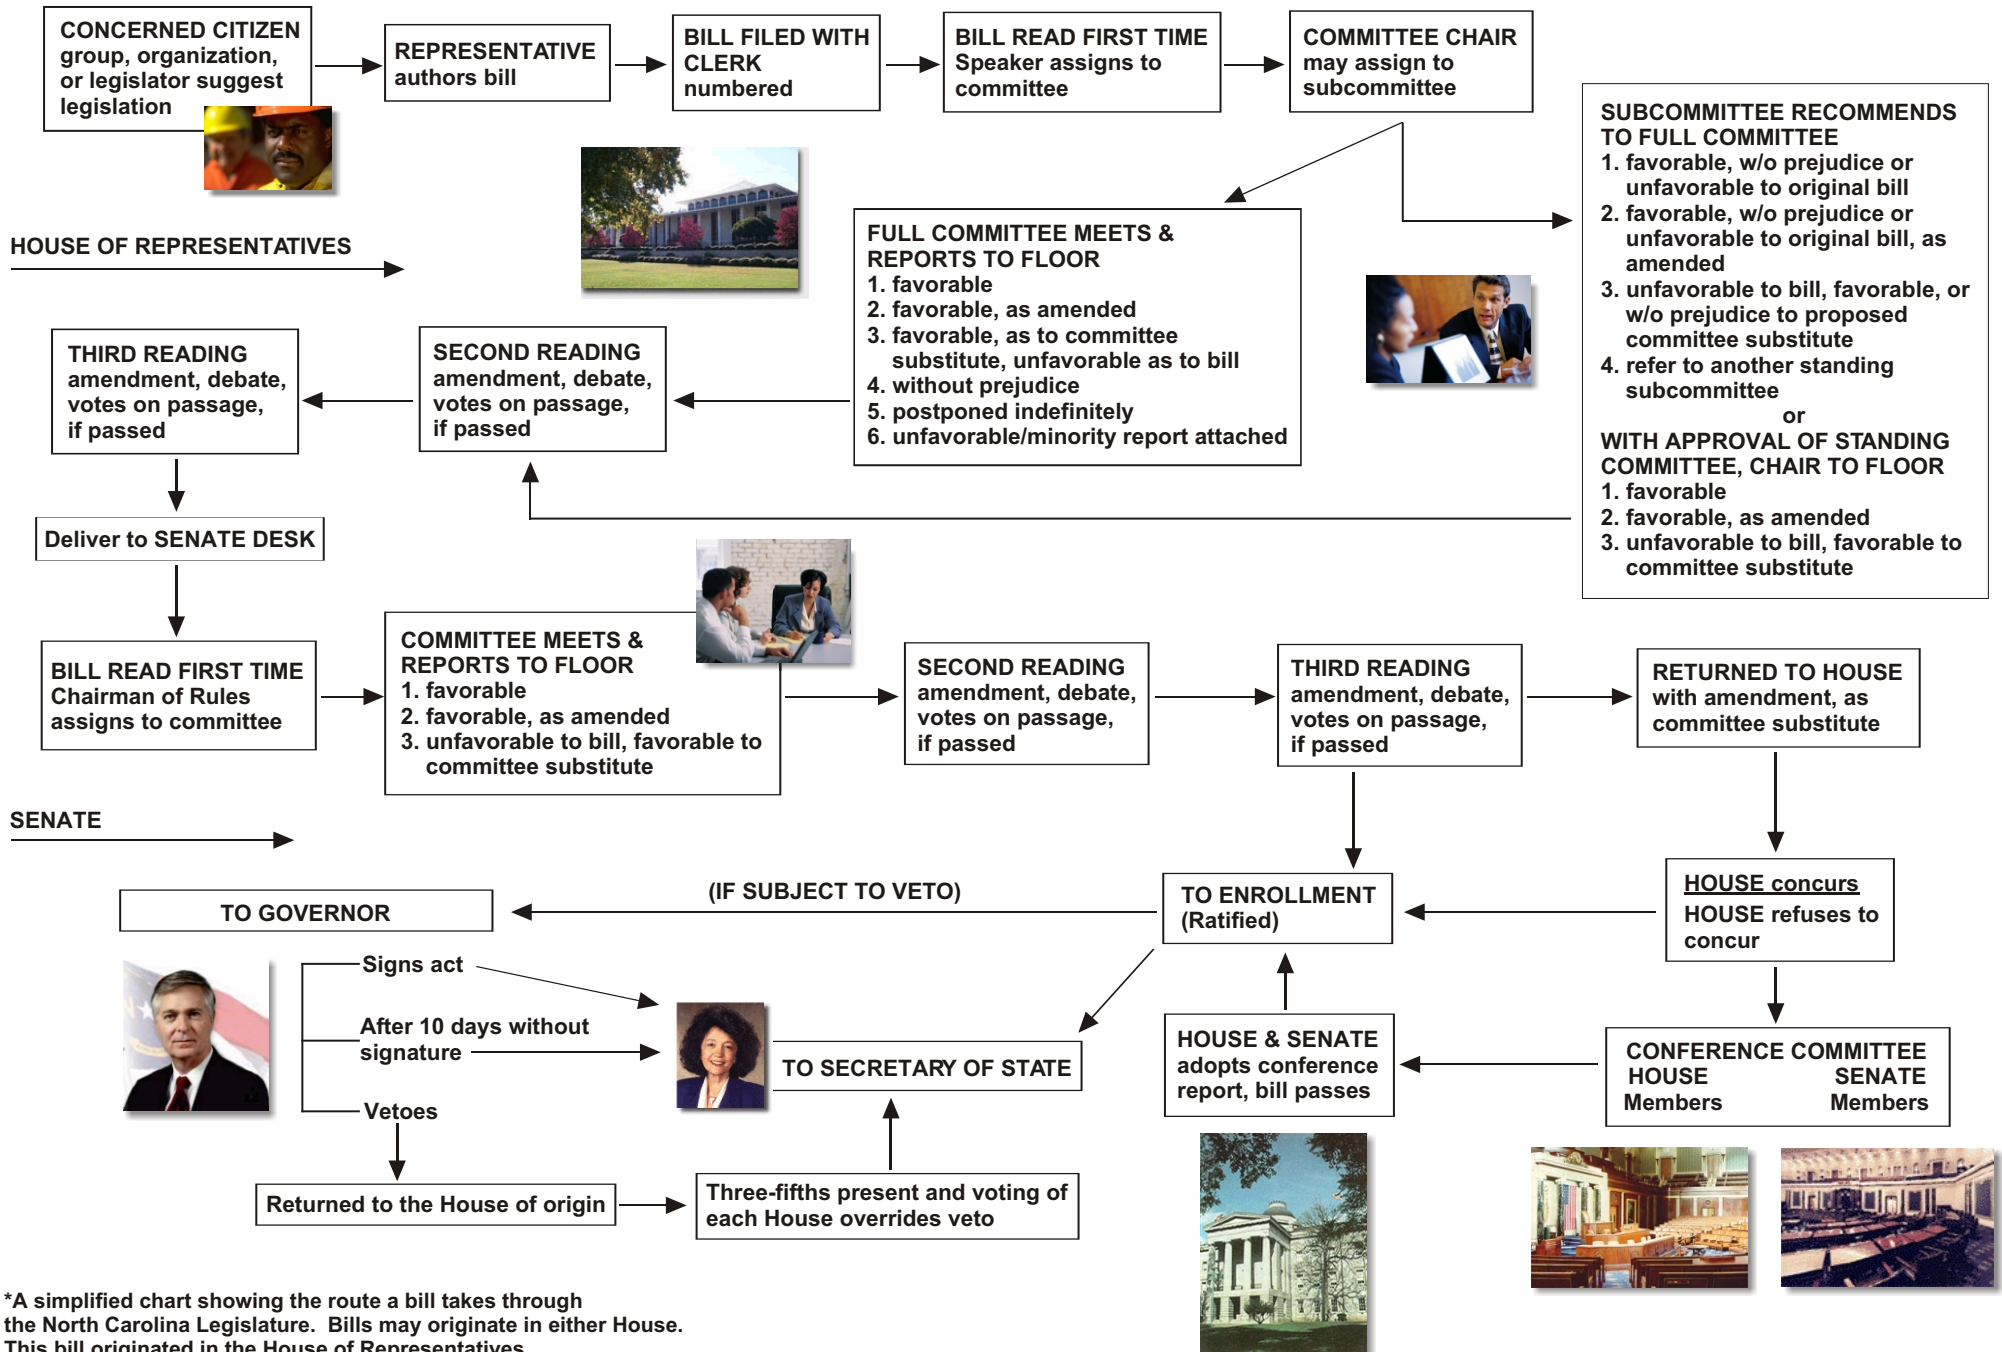 CONCERNED CITIZEN
group, organization,
or legislator suggest
legislation
REPRESENTATIVE
authors bill
BILL FILED WITH
CLERK
numbered
BILL READ FIRST TIME
Speaker assigns to
committee
COMMITTEE CHAIR
may assign to
subcommittee
SUBCOMMITTEE RECOMMENDS
TO FULL COMMITTEE
1. favorable, w/o prejudice or
unfavorable to original bill
2. favorable, w/o prejudice or
unfavorable to original bill, as
amended
3. unfavorable to bill, favorable, or
w/o prejudice to proposed
committee substitute
4. refer to another standing
subcommittee
or
WITH APPROVAL OF STANDING
COMMITTEE, CHAIR TO FLOOR
1. favorable
2. favorable, as amended
3. unfavorable to bill, favorable to
committee substitute
HOUSE OF REPRESENTATIVES
FULL COMMITTEE MEETS &
REPORTS TO FLOOR
1. favorable
2. favorable, as amended
3. favorable, as to committee
substitute, unfavorable as to bill
4. without prejudice
5. postponed indefinitely
6. unfavorable/minority report attached
SECOND READING
amendment, debate,
votes on passage,
if passed
THIRD READING
amendment, debate,
votes on passage,
if passed
Deliver to SENATE DESK
BILL READ FIRST TIME
Chairman of Rules
assigns to committee
COMMITTEE MEETS &
REPORTS TO FLOOR
1. favorable
2. favorable, as amended
3. unfavorable to bill, favorable to
committee substitute
SECOND READING
amendment, debate,
votes on passage,
if passed
THIRD READING
amendment, debate,
votes on passage,
if passed
RETURNED TO HOUSE
with amendment, as
committee substitute
SENATE
HOUSE concurs
HOUSE refuses to
concur
TO ENROLLMENT
(Ratified)
(IF SUBJECT TO VETO)
TO GOVERNOR
Signs act
After 10 days without
signature
Vetoes
TO SECRETARY OF STATE
HOUSE & SENATE
adopts conference
report, bill passes
CONFERENCE COMMITTEE
HOUSE SENATE
Members Members
Returned to the House of origin
Three-fifths present and voting of
each House overrides veto
*A simplified chart showing the route a bill takes through
the North Carolina Legislature. Bills may originate in either House.
This bill originated in the House of Representatives